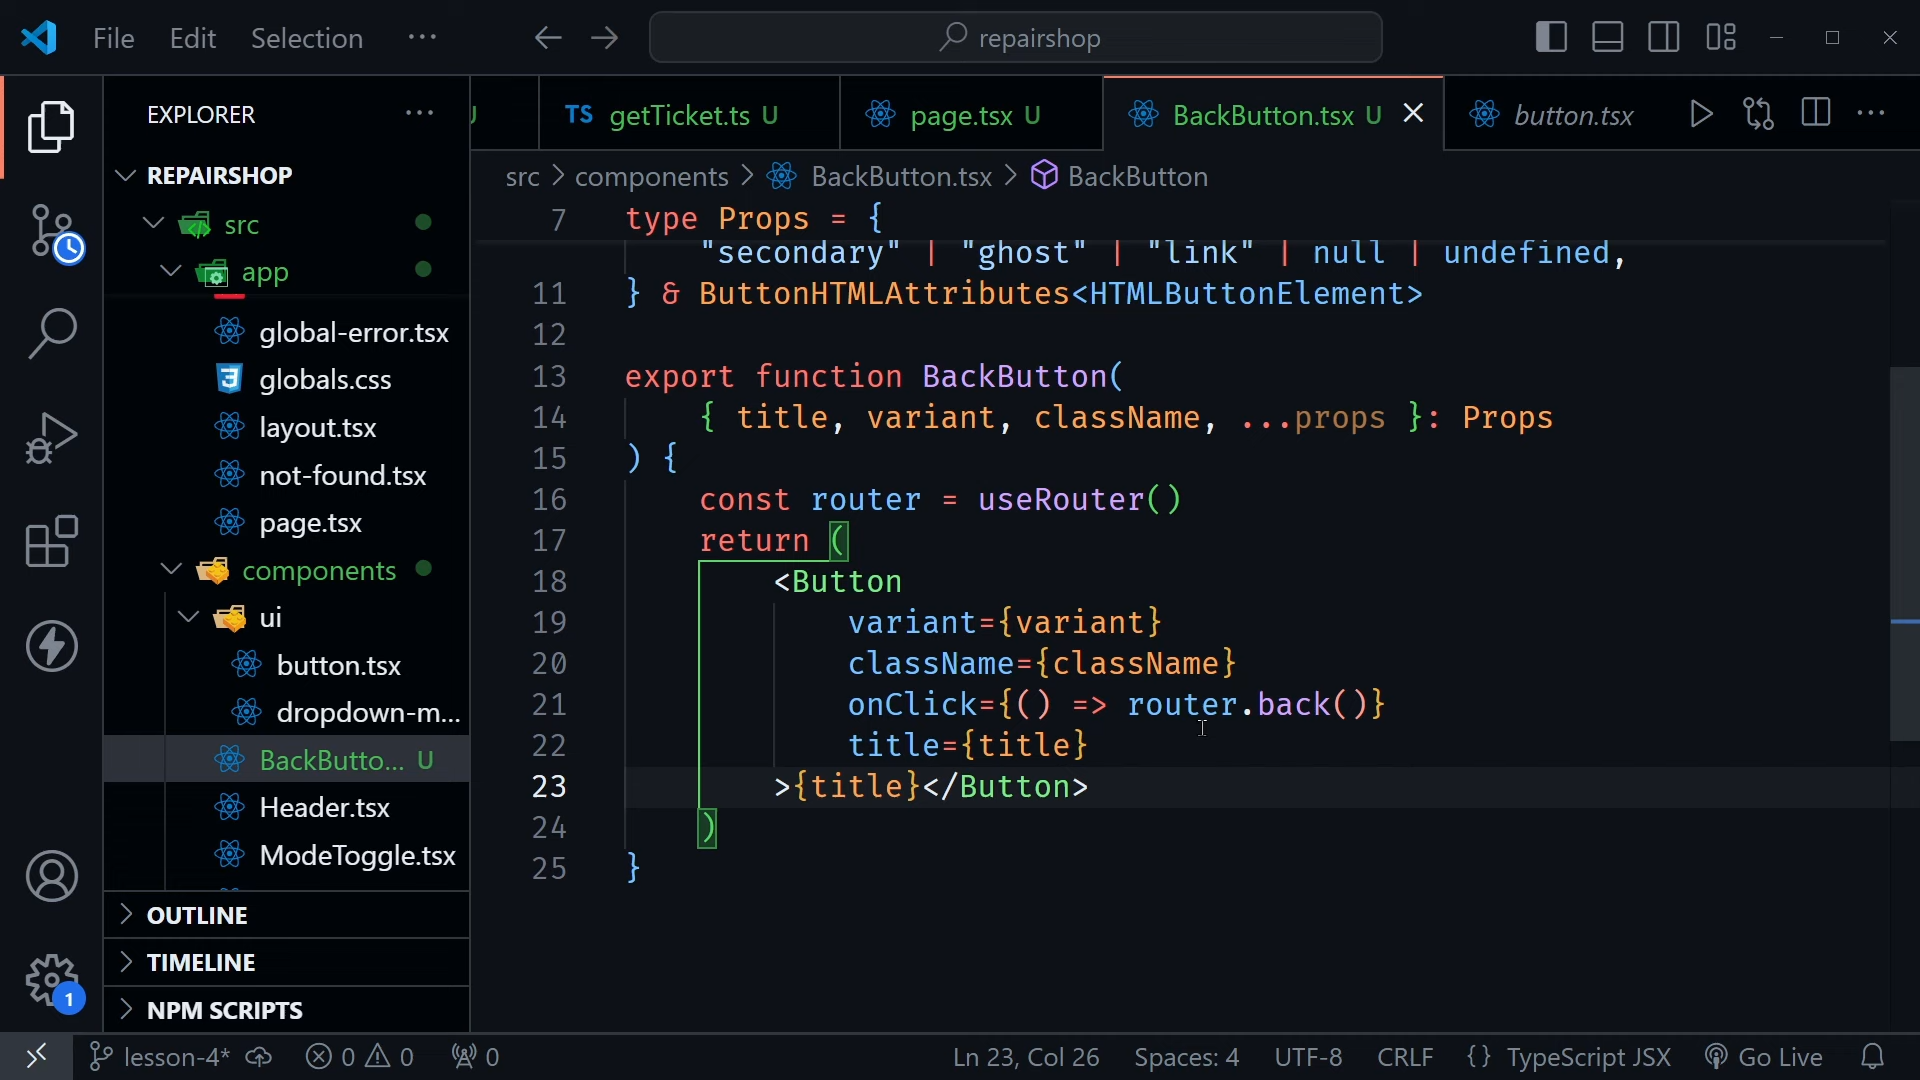 File Edit Selection ··· repairshop
EXPLORER ···
REPAIRSHOP
src
app
global-error.tsx
globals.css
layout.tsx
not-found.tsx
page.tsx
components
ui
button.tsx
dropdown-m...
BackButto... U
Header.tsx
ModeToggle.tsx
OUTLINE
TIMELINE
NPM SCRIPTS
U TS getTicket.ts U page.tsx U BackButton.tsx U button.tsx ···
src > components > BackButton.tsx > BackButton
7 type Props = {
"secondary" | "ghost" | "link" | null | undefined,
11 } & ButtonHTMLAttributes<HTMLButtonElement>
12
13 export function BackButton(
14 { title, variant, className, ...props }: Props
15 ) {
16 const router = useRouter()
17 return (
18 <Button
19 variant={variant}
20 className={className}
21 onClick={() => router.back()}
22 title={title}
23 >{title}</Button>
24 )
25 }
1
lesson-4* 0 0 0 Ln 23, Col 26 Spaces: 4 UTF-8 CRLF {} TypeScript JSX Go Live